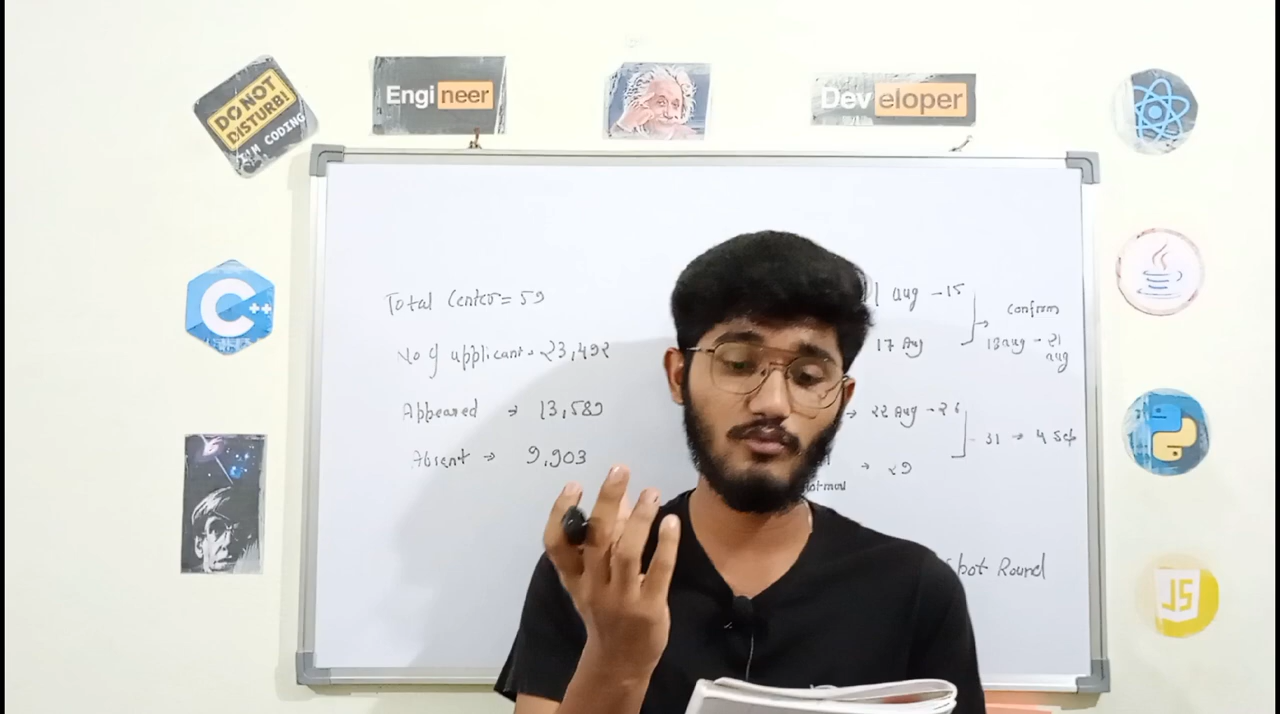 DO NOT
DISTURB!
I'M CODING
Engineer
Developer
C++
JS
Total Center = 59
No of applicant = 23,492
Appeared → 13,589
Absent → 9,903
aug - 15
17 Aug
Confirm
18 aug - 21
aug
→ 22 Aug - 26
→ 29
31 → 4 Sep
Spot Round